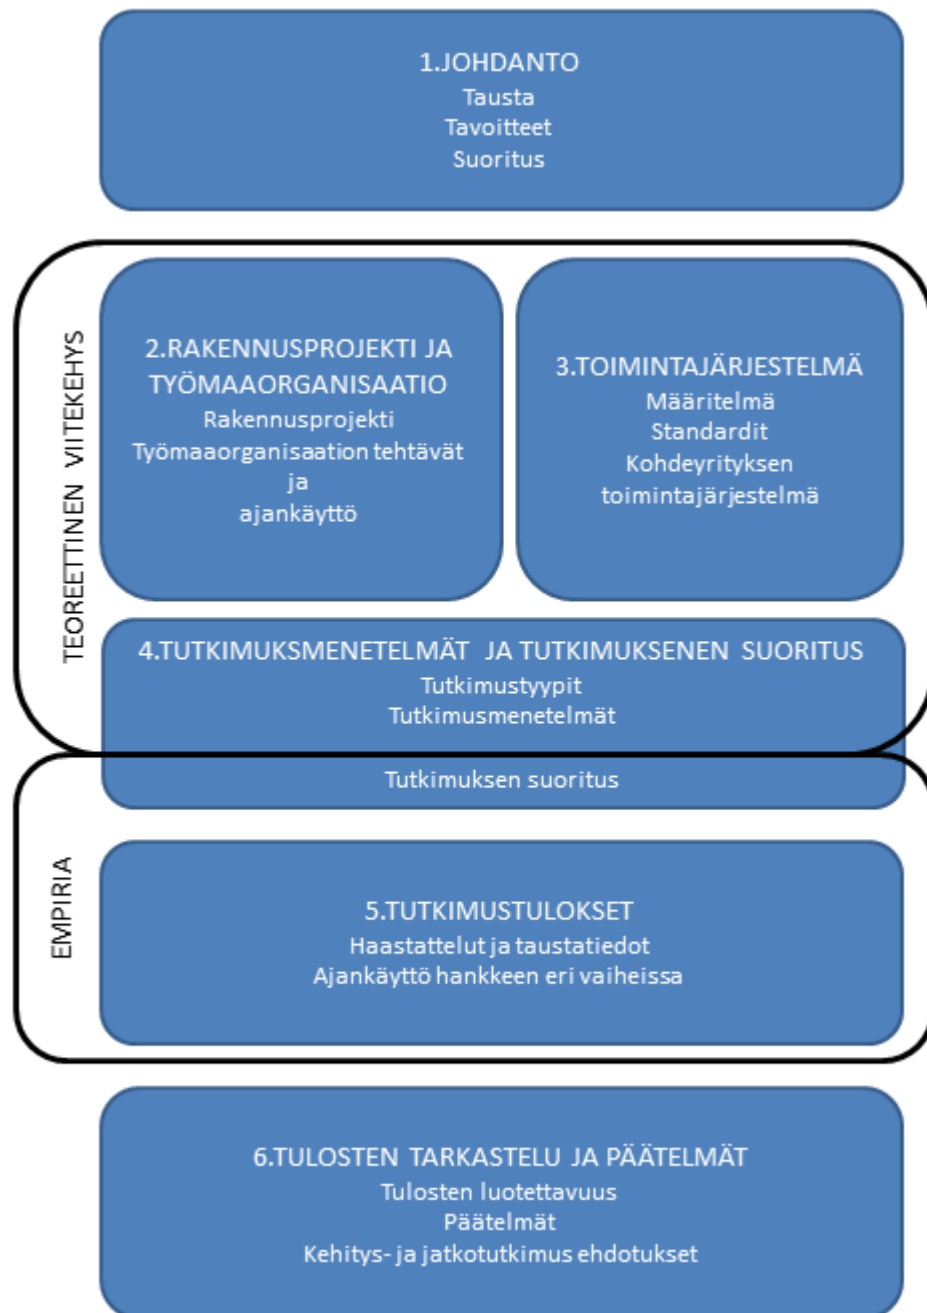 1.JOHDANTO
Tausta
Tavoitteet
Suoritus
TEOREETTINEN VIITEKEHYS
2.RAKENNUSPROJEKTI JA
TYÖMAAORGANISAATIO
Rakennusprojekti
Työmaaorganisaation tehtävät
ja
ajankäyttö
3.TOIMINTAJÄRJESTELMÄ
Määritelmä
Standardit
Kohdeyrityksen
toimintajärjestelmä
4.TUTKIMUKSMENETELMÄT JA TUTKIMUKSENEN SUORITUS
Tutkimustyypit
Tutkimusmenetelmät
Tutkimuksen suoritus
EMPIRIA
5.TUTKIMUSTULOKSET
Haastattelut ja taustatiedot
Ajankäyttö hankkeen eri vaiheissa
6.TULOSTEN TARKASTELU JA PÄÄTELMÄT
Tulosten luotettavuus
Päätelmät
Kehitys- ja jatkotutkimus ehdotukset